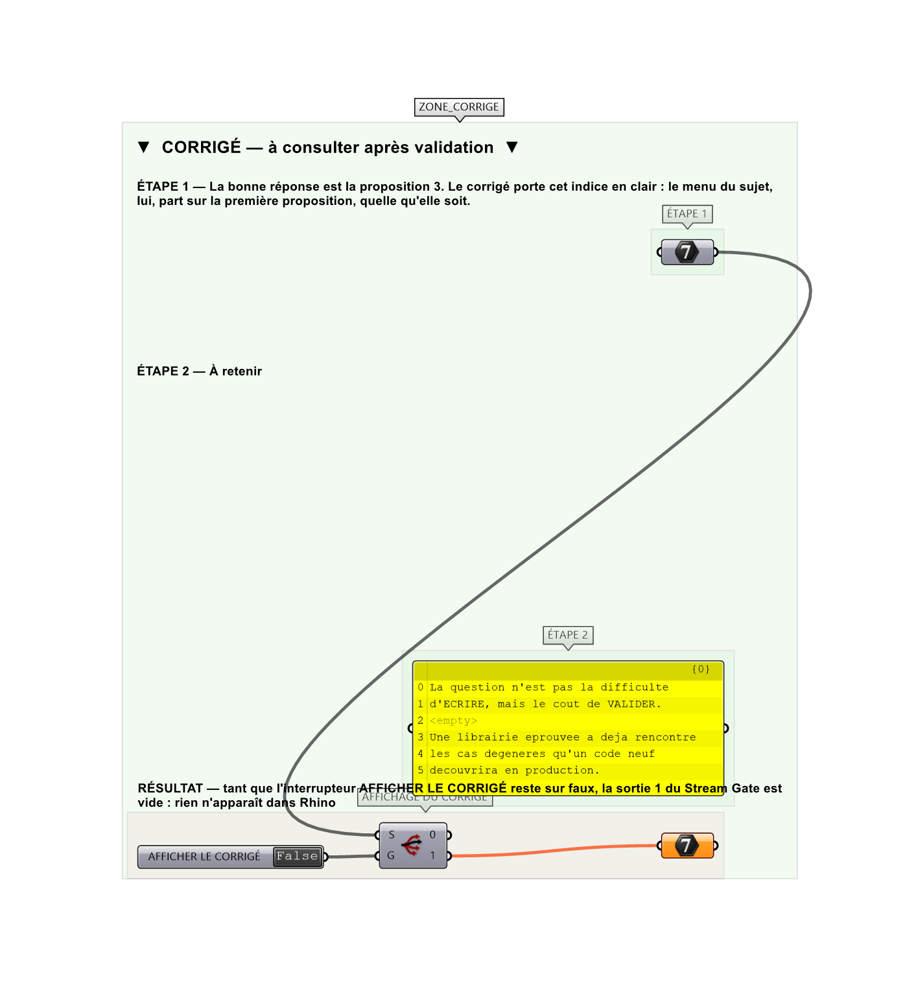 ZONE_CORRIGE
▼ CORRIGÉ — à consulter après validation ▼
ÉTAPE 1 — La bonne réponse est la proposition 3. Le corrigé porte cet indice en clair : le menu du sujet,
lui, part sur la première proposition, quelle qu'elle soit.
ÉTAPE 1
7
ÉTAPE 2 — À retenir
ÉTAPE 2
{0}
0 La question n'est pas la difficulte
1 d'ECRIRE, mais le cout de VALIDER.
2 <empty>
3 Une librairie eprouvee a deja rencontre
4 les cas degeneres qu'un code neuf
5 decouvrira en production.
RÉSULTAT — tant que l'interrupteur AFFICHER LE CORRIGÉ reste sur faux, la sortie 1 du Stream Gate est
vide : rien n'apparaît dans Rhino
AFFICHAGE DU CORRIGE
S 0
G 1
AFFICHER LE CORRIGÉ False
7